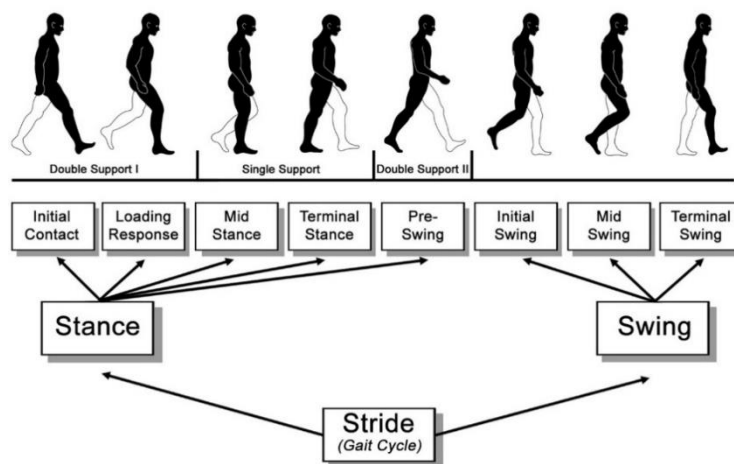 Double Support I
Single Support
Double Support II
Initial
Contact
Loading
Response
Mid
Stance
Terminal
Stance
Pre-
Swing
Initial
Swing
Mid
Swing
Terminal
Swing
Stance
Swing
Stride
(Gait Cycle)